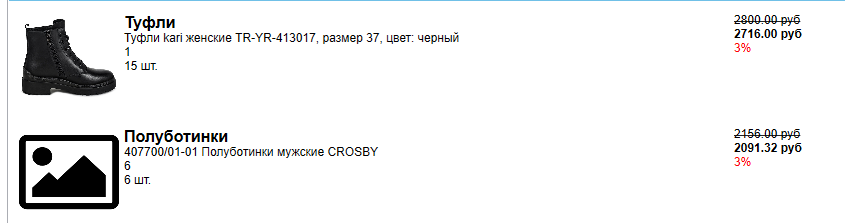 Туфли
2800.00 руб
Туфли kari женские TR-YR-413017, размер 37, цвет: черный
2716.00 руб
1
3%
15 шт.
Полуботинки
2156.00 руб
407700/01-01 Полуботинки мужские CROSBY
2091.32 руб
6
3%
6 шт.